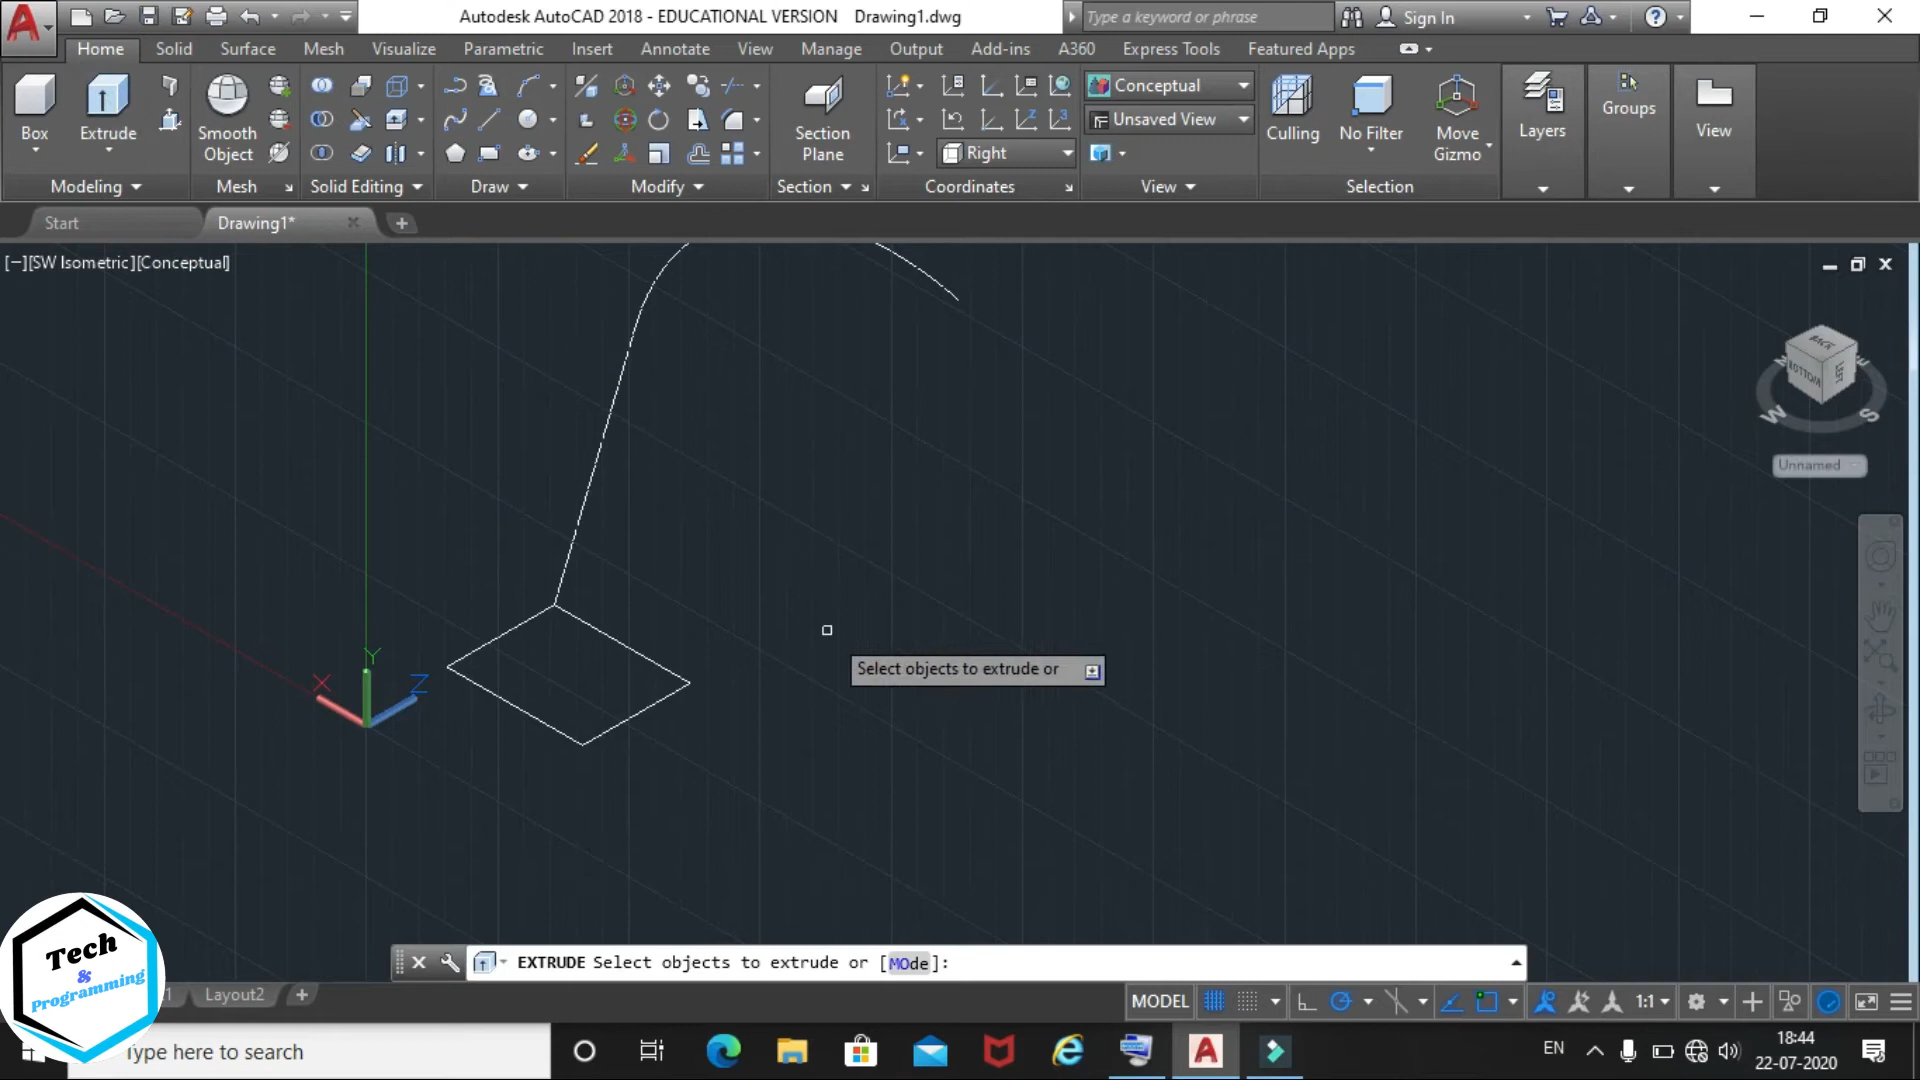 Autodesk AutoCAD 2018 - EDUCATIONAL VERSION Drawing1.dwg
Type a keyword or phrase
Sign In
Home Solid Surface Mesh Visualize Parametric Insert Annotate View Manage Output Add-ins A360 Express Tools Featured Apps
Conceptual
Unsaved View
Right
Box
Extrude
Smooth
Object
Section
Plane
Culling
No Filter
Move
Gizmo
Layers
Groups
View
Modeling Mesh Solid Editing Draw Modify Section Coordinates View Selection
Start Drawing1*
[−][SW Isometric][Conceptual]
BACK
BOTTOM
LEFT
W S
Unnamed
X Y Z
Select objects to extrude or
EXTRUDE Select objects to extrude or [MOde]:
Tech
&
Programming
Layout2
MODEL 1:1
Type here to search
EN
18:44
22-07-2020